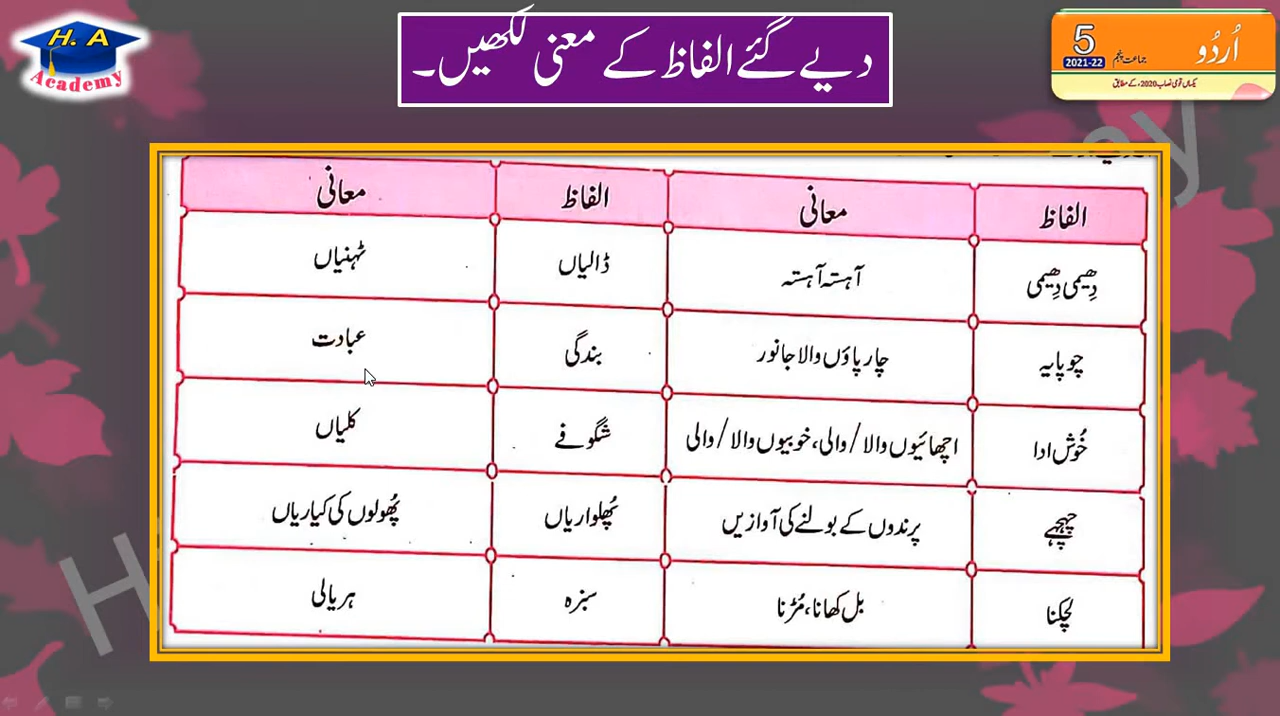 H. A
Academy
دیے گئے الفاظ کے معنی لکھیں۔
اُردُو
5
جماعت پنجم
2021-22
یکساں قومی نصاب 2020ء کے مطابق
الفاظ معانی الفاظ معانی
دِھیمی دِھیمی آہستہ آہستہ ڈالیاں ٹہنیاں
چوپایہ چار پاؤں والا جانور بندگی عبادت
خُوش ادا اچھائیوں والا/والی، خوبیوں والا/والی شگوفے کلیاں
چہچہے پرندوں کے بولنے کی آوازیں پُھلواریاں پُھولوں کی کیاریاں
لچکنا بل کھانا، مُڑنا سبزہ ہریالی